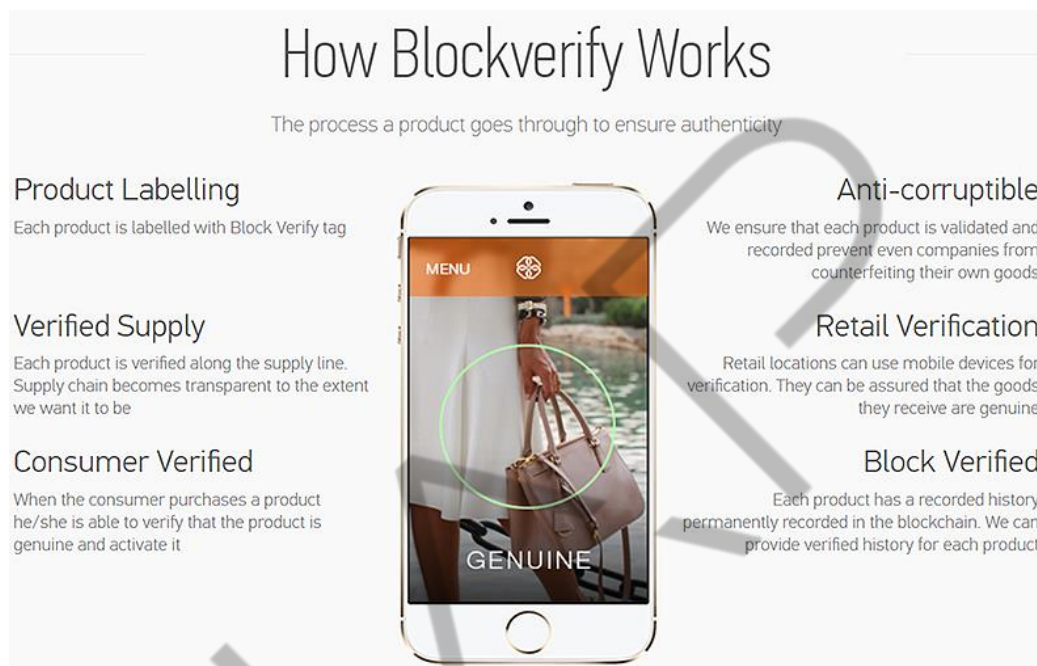 How Blockverify Works
The process a product goes through to ensure authenticity
Product Labelling
Each product is labelled with Block Verify tag
Verified Supply
Each product is verified along the supply line.
Supply chain becomes transparent to the extent
we want it to be
Consumer Verified
When the consumer purchases a product
he/she is able to verify that the product is
genuine and activate it
MENU
GENUINE
Anti-corruptible
We ensure that each product is validated and
recorded prevent even companies from
counterfeiting their own goods
Retail Verification
Retail locations can use mobile devices for
verification. They can be assured that the goods
they receive are genuine
Block Verified
Each product has a recorded history
permanently recorded in the blockchain. We can
provide verified history for each product